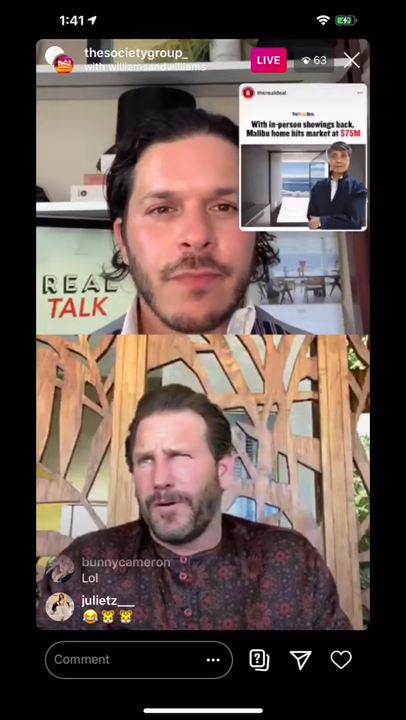 1:41
thesocietygroup_
with williamsandwilliams
LIVE
63
therealdeal
With in-person showings back,
Malibu home hits market at $75M
REAL
TALK
bunnycameron
Lol
julietz___
Comment